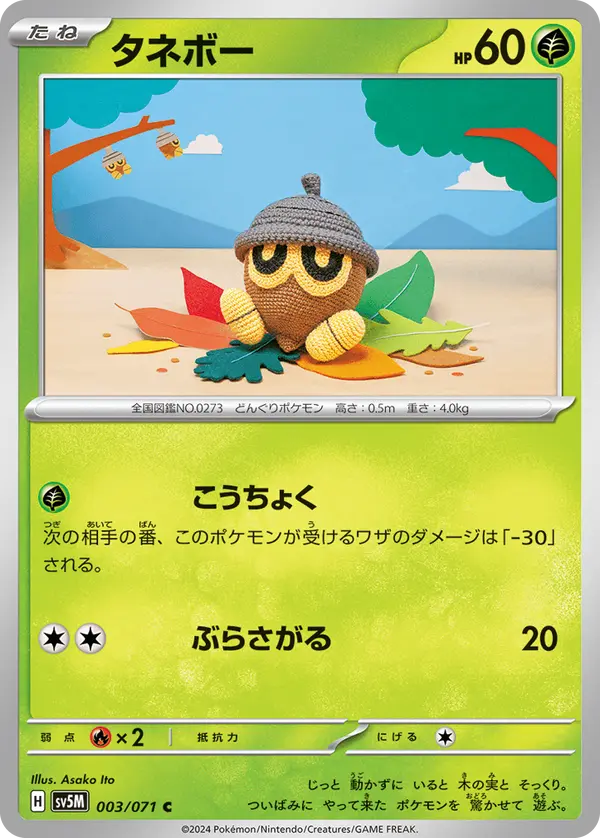 たね
タネボー
HP60
全国図鑑NO.0273 どんぐりポケモン 高さ:0.5m 重さ:4.0kg
こうちょく
次の相手の番、このポケモンが受けるワザのダメージは「-30」
される。
ぶらさがる 20
弱点 ×2 抵抗力 にげる
Illus. Asako Ito
H sv5M 003/071 C
じっと 動かずに いると 木の実と そっくり。
ついばみに やって来た ポケモンを 驚かせて 遊ぶ。
©2024 Pokémon/Nintendo/Creatures/GAME FREAK.